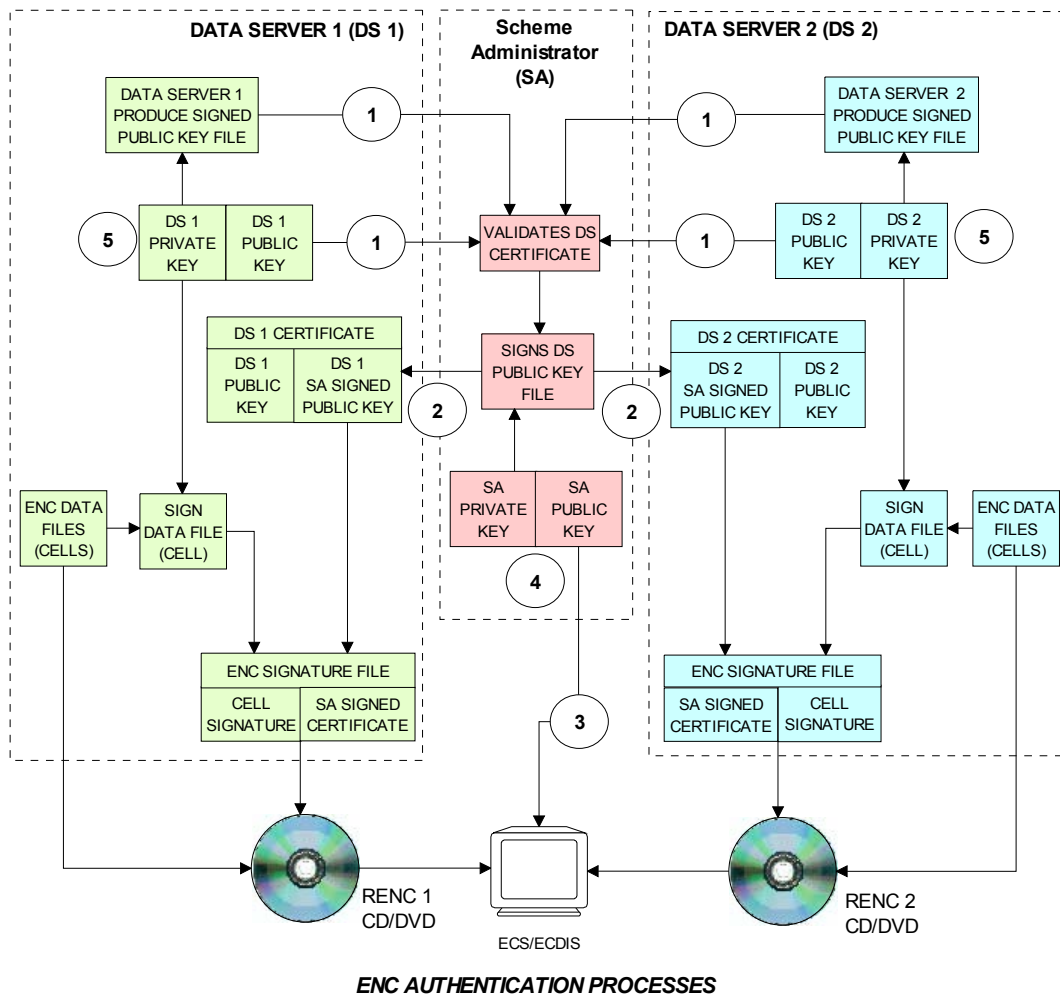 DATA SERVER 1 (DS 1)
Scheme
Administrator
(SA)
DATA SERVER 2 (DS 2)
DATA SERVER 1
PRODUCE SIGNED
PUBLIC KEY FILE
1
1
DATA SERVER 2
PRODUCE SIGNED
PUBLIC KEY FILE
5
DS 1
PRIVATE
KEY
DS 1
PUBLIC
KEY
1
VALIDATES DS
CERTIFICATE
1
DS 2
PUBLIC
KEY
DS 2
PRIVATE
KEY
5
DS 1 CERTIFICATE
DS 1
PUBLIC
KEY
DS 1
SA SIGNED
PUBLIC KEY
2
SIGNS DS
PUBLIC KEY
FILE
2
DS 2 CERTIFICATE
DS 2
SA SIGNED
PUBLIC KEY
DS 2
PUBLIC
KEY
SA
PRIVATE
KEY
SA
PUBLIC
KEY
4
ENC DATA
FILES
(CELLS)
SIGN
DATA FILE
(CELL)
SIGN
DATA FILE
(CELL)
ENC DATA
FILES
(CELLS)
ENC SIGNATURE FILE
CELL
SIGNATURE
SA SIGNED
CERTIFICATE
3
ENC SIGNATURE FILE
SA SIGNED
CERTIFICATE
CELL
SIGNATURE
RENC 1
CD/DVD
ECS/ECDIS
RENC 2
CD/DVD
ENC AUTHENTICATION PROCESSES